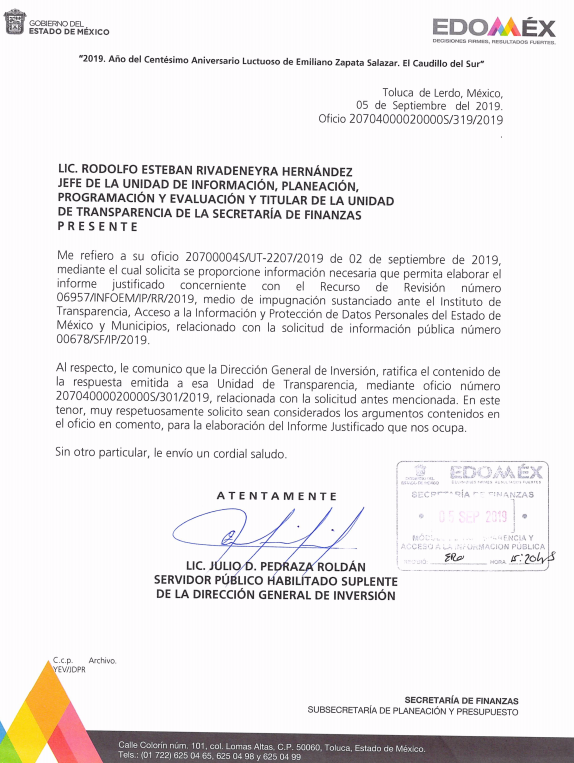 GOBIERNO DEL
ESTADO DE MÉXICO
EDOMÉX
DECISIONES FIRMES, RESULTADOS FUERTES.
"2019. Año del Centésimo Aniversario Luctuoso de Emiliano Zapata Salazar. El Caudillo del Sur"
Toluca de Lerdo, México,
05 de Septiembre del 2019.
Oficio 20704000020000S/319/2019
LIC. RODOLFO ESTEBAN RIVADENEYRA HERNÁNDEZ
JEFE DE LA UNIDAD DE INFORMACIÓN, PLANEACIÓN,
PROGRAMACIÓN Y EVALUACIÓN Y TITULAR DE LA UNIDAD
DE TRANSPARENCIA DE LA SECRETARÍA DE FINANZAS
P R E S E N T E
Me refiero a su oficio 20700004S/UT-2207/2019 de 02 de septiembre de 2019,
mediante el cual solicita se proporcione información necesaria que permita elaborar el
informe justificado concerniente con el Recurso de Revisión número
06957/INFOEM/IP/RR/2019, medio de impugnación sustanciado ante el Instituto de
Transparencia, Acceso a la Información y Protección de Datos Personales del Estado de
México y Municipios, relacionado con la solicitud de información pública número
00678/SF/IP/2019.
Al respecto, le comunico que la Dirección General de Inversión, ratifica el contenido de
la respuesta emitida a esa Unidad de Transparencia, mediante oficio número
20704000020000S/301/2019, relacionada con la solicitud antes mencionada. En este
tenor, muy respetuosamente solicito sean considerados los argumentos contenidos en
el oficio en comento, para la elaboración del Informe Justificado que nos ocupa.
Sin otro particular, le envío un cordial saludo.
EDOMÉX
SECRETARÍA DE FINANZAS
05 SEP 2019
ACCESO A LA INFORMACIÓN PÚBLICA
HORA 15:20
A T E N T A M E N T E
LIC. JULIO D. PEDRAZA ROLDÁN
SERVIDOR PÚBLICO HABILITADO SUPLENTE
DE LA DIRECCIÓN GENERAL DE INVERSIÓN
C.c.p. Archivo.
YEV/JDPR
SECRETARÍA DE FINANZAS
SUBSECRETARÍA DE PLANEACIÓN Y PRESUPUESTO
Calle Colorín núm. 101, col. Lomas Altas, C.P. 50060, Toluca, Estado de México.
Tels.: (01 722) 625 04 65, 625 04 98 y 625 04 99